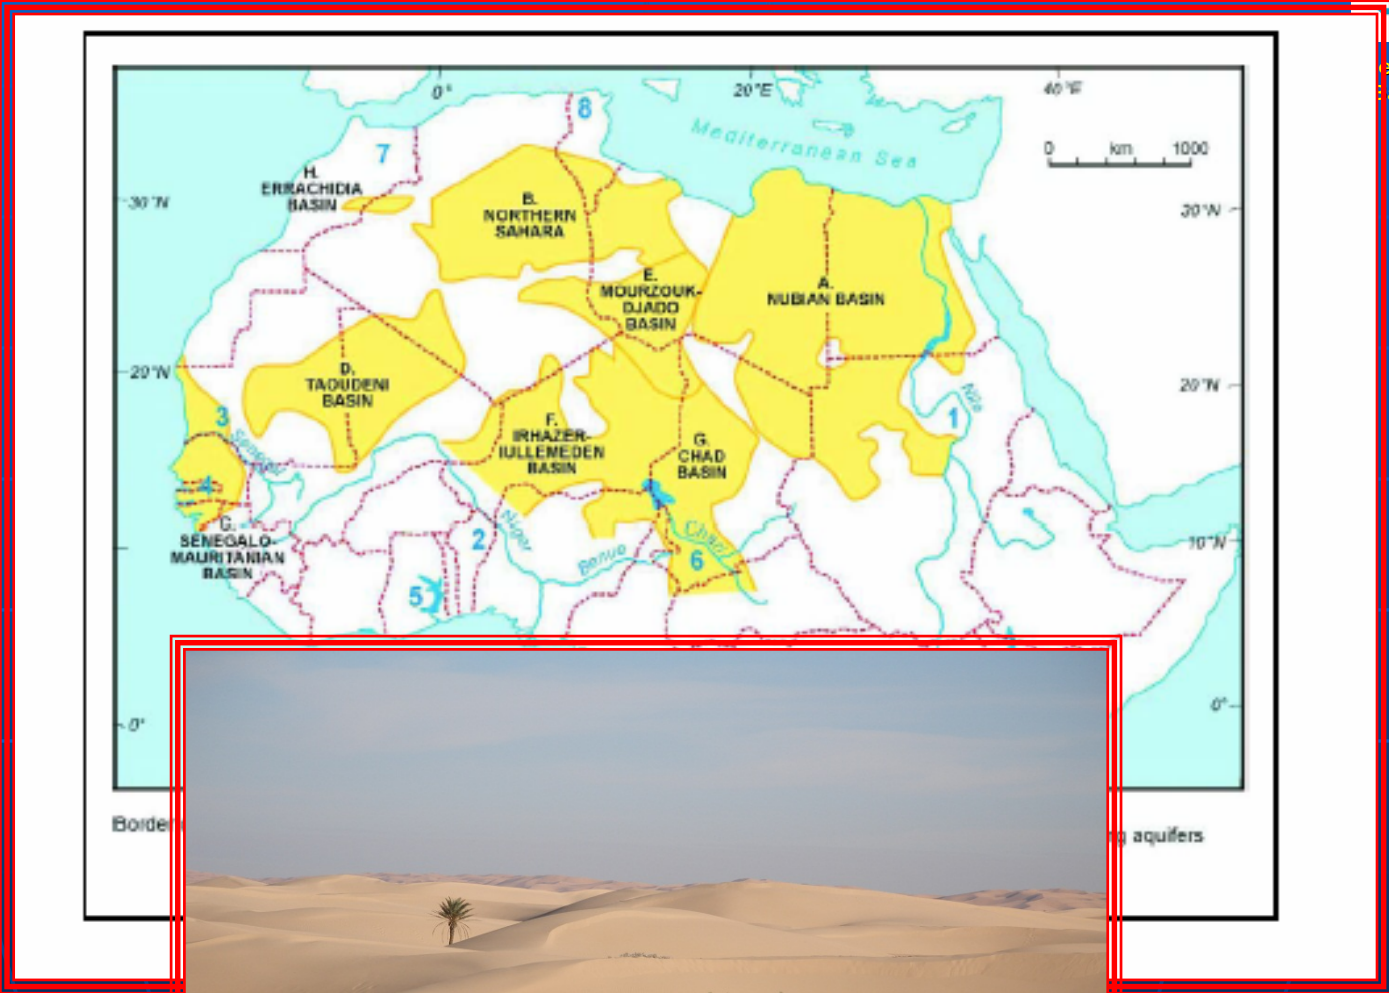 0°
20°E
40°E
8
Mediterranean Sea
km
0
1000
7
H.
ERRACHIDIA
BASIN
30°N
30°N
B.
NORTHERN
SAHARA
E.
MOURZOUK-
DJADO
BASIN
A.
NUBIAN BASIN
20°N
20°N
D.
TAOUDENI
BASIN
3
Senegal
F.
IRHAZER-
IULLEMEDEN
BASIN
G.
CHAD
BASIN
Nile
1
4
G.
SENEGALO-
MAURITANIAN
BASIN
2
Niger
Benue
Chari
6
10°N
5
0°
0°
aquifers